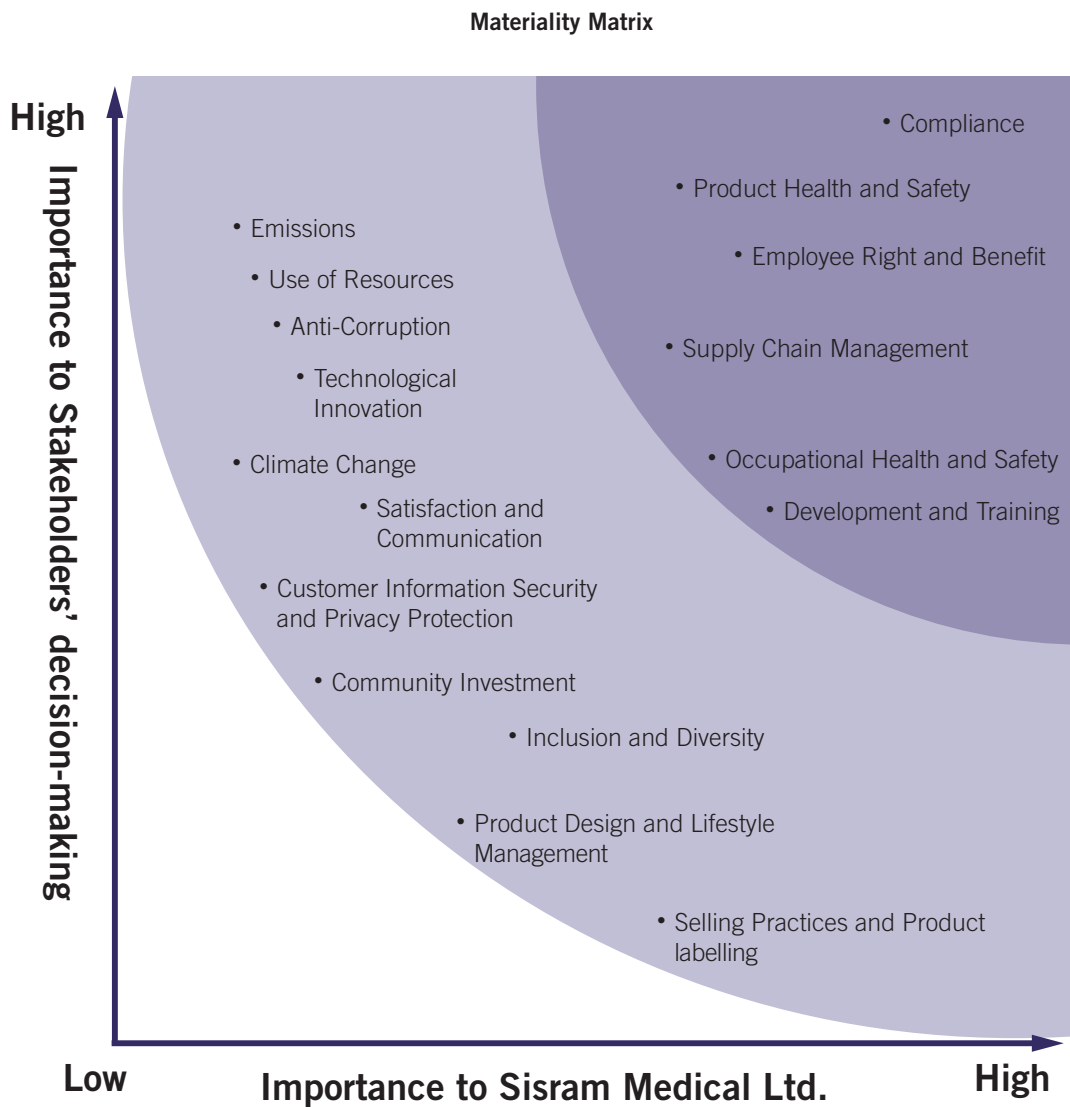 Materiality Matrix
High
Importance to Stakeholders' decision-making
• Compliance
• Product Health and Safety
• Emissions
• Employee Right and Benefit
• Use of Resources
• Anti-Corruption
• Supply Chain Management
• Technological
Innovation
• Climate Change
• Occupational Health and Safety
• Satisfaction and
Communication
• Development and Training
• Customer Information Security
and Privacy Protection
• Community Investment
• Inclusion and Diversity
• Product Design and Lifestyle
Management
• Selling Practices and Product
labelling
Low
Importance to Sisram Medical Ltd.
High